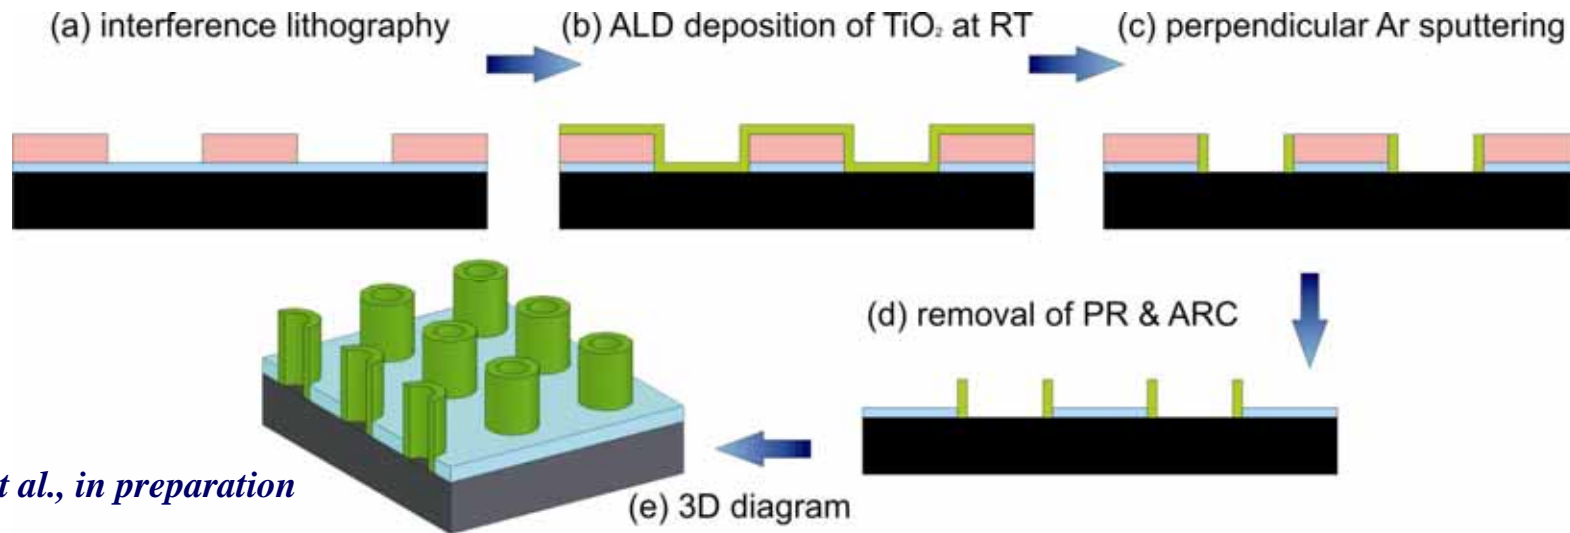 (a) interference lithography
(b) ALD deposition of TiO₂ at RT
(c) perpendicular Ar sputtering
(d) removal of PR & ARC
t al., in preparation
(e) 3D diagram